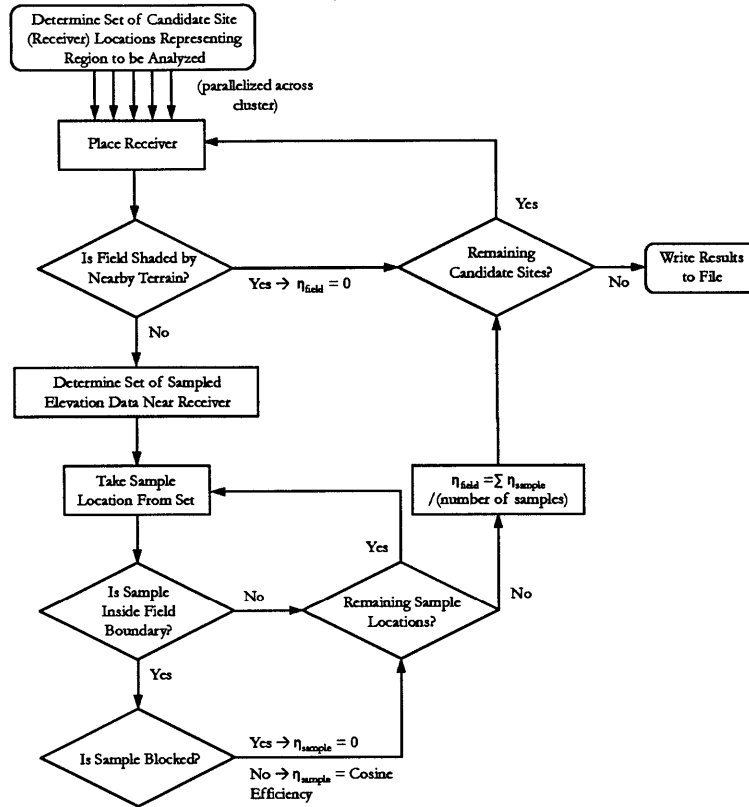 Determine Set of Candidate Site
(Receiver) Locations Representing
Region to be Analyzed
(parallelized across
cluster)
Place Receiver
Yes
Is Field Shaded by
Nearby Terrain?
Yes → η_field = 0
Remaining
Candidate Sites?
No
Write Results
to File
No
Determine Set of Sampled
Elevation Data Near Receiver
Take Sample
Location From Set
η_field = ∑ η_sample
/(number of samples)
Yes
Is Sample
Inside Field
Boundary?
No
Remaining Sample
Locations?
No
Yes
Is Sample Blocked?
Yes → η_sample = 0
No → η_sample = Cosine
Efficiency